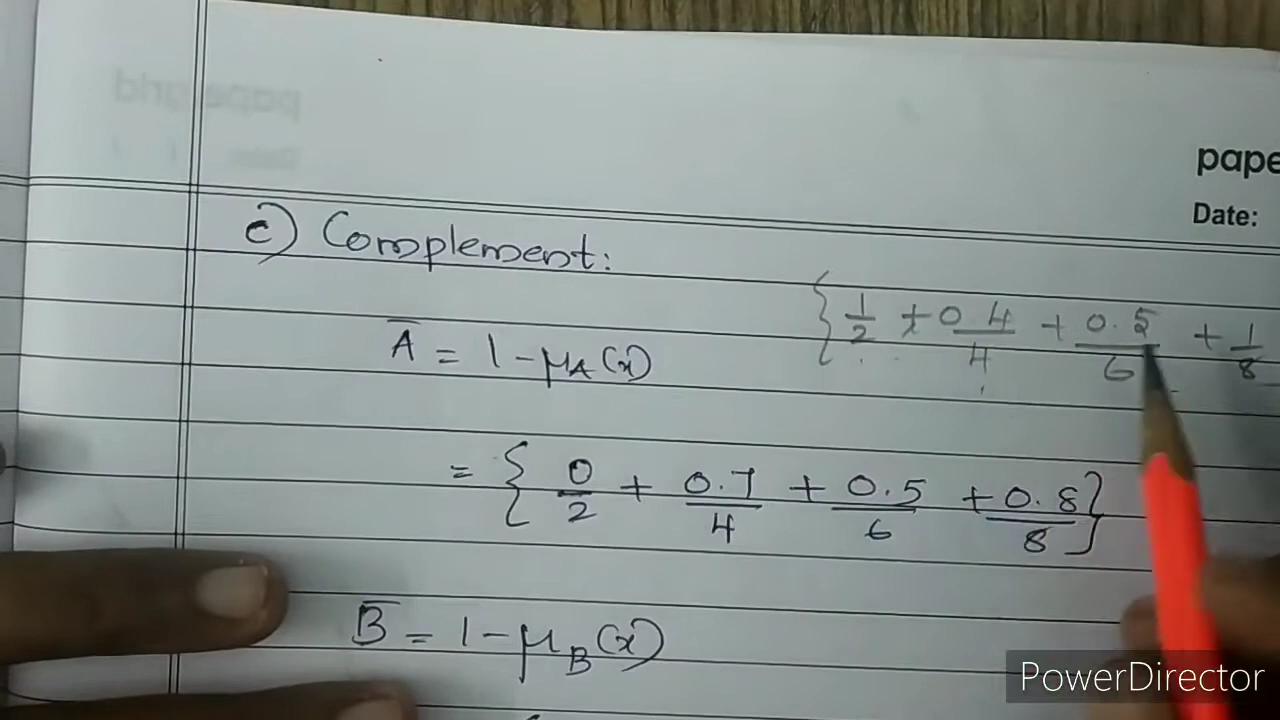 pape
Date:
c) Complement:
{ 1/2 + 0.4/4 + 0.5/6 + 1/8
A̅ = 1 - μA(x)
= { 0/2 + 0.7/4 + 0.5/6 + 0.8/8 }
B̅ = 1 - μB(x)
PowerDirector